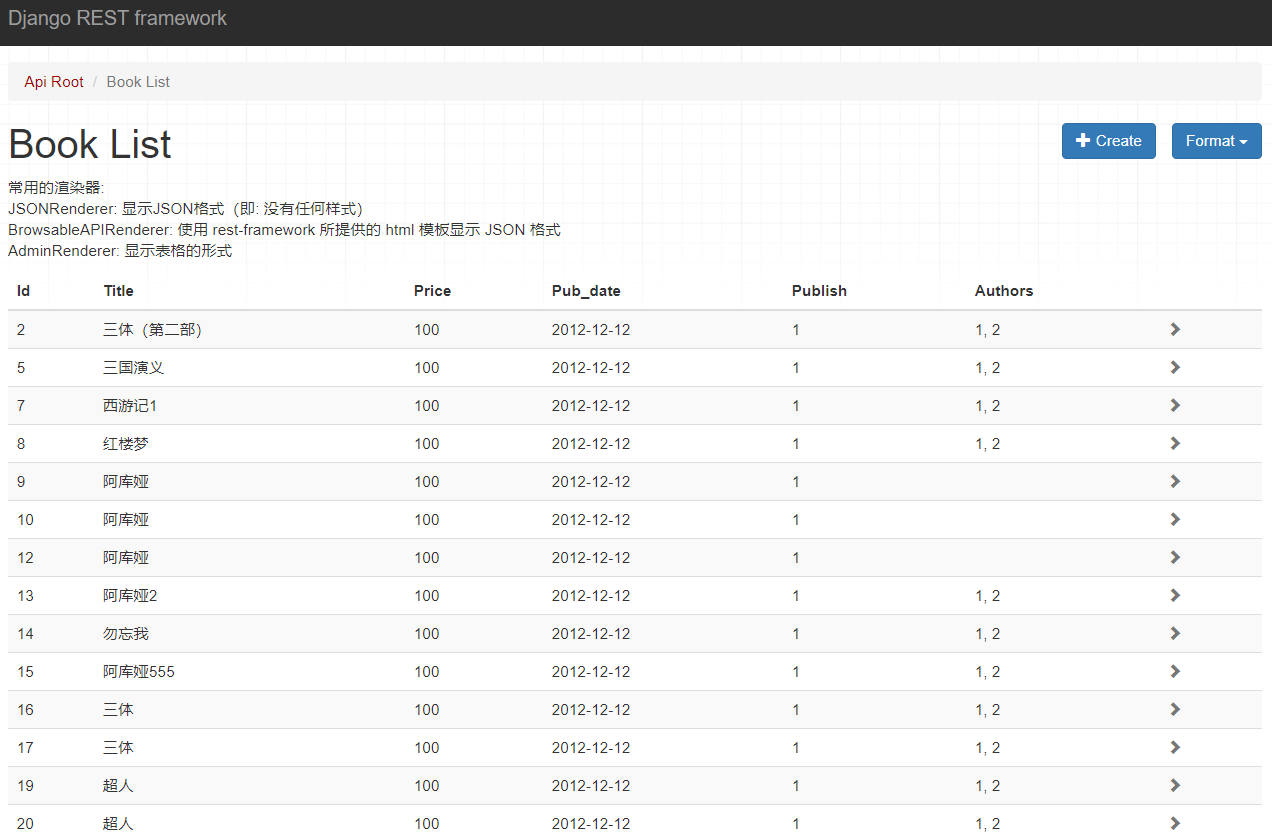 Django REST framework
Api Root / Book List
Book List
Create Format
常用的渲染器:
JSONRenderer: 显示JSON格式（即: 没有任何样式）
BrowsableAPIRenderer: 使用 rest-framework 所提供的 html 模板显示 JSON 格式
AdminRenderer: 显示表格的形式
Id Title Price Pub_date Publish Authors
2 三体（第二部） 100 2012-12-12 1 1, 2
5 三国演义 100 2012-12-12 1 1, 2
7 西游记1 100 2012-12-12 1 1, 2
8 红楼梦 100 2012-12-12 1 1, 2
9 阿库娅 100 2012-12-12 1
10 阿库娅 100 2012-12-12 1
12 阿库娅 100 2012-12-12 1
13 阿库娅2 100 2012-12-12 1 1, 2
14 勿忘我 100 2012-12-12 1 1, 2
15 阿库娅555 100 2012-12-12 1 1, 2
16 三体 100 2012-12-12 1 1, 2
17 三体 100 2012-12-12 1 1, 2
19 超人 100 2012-12-12 1 1, 2
20 超人 100 2012-12-12 1 1, 2